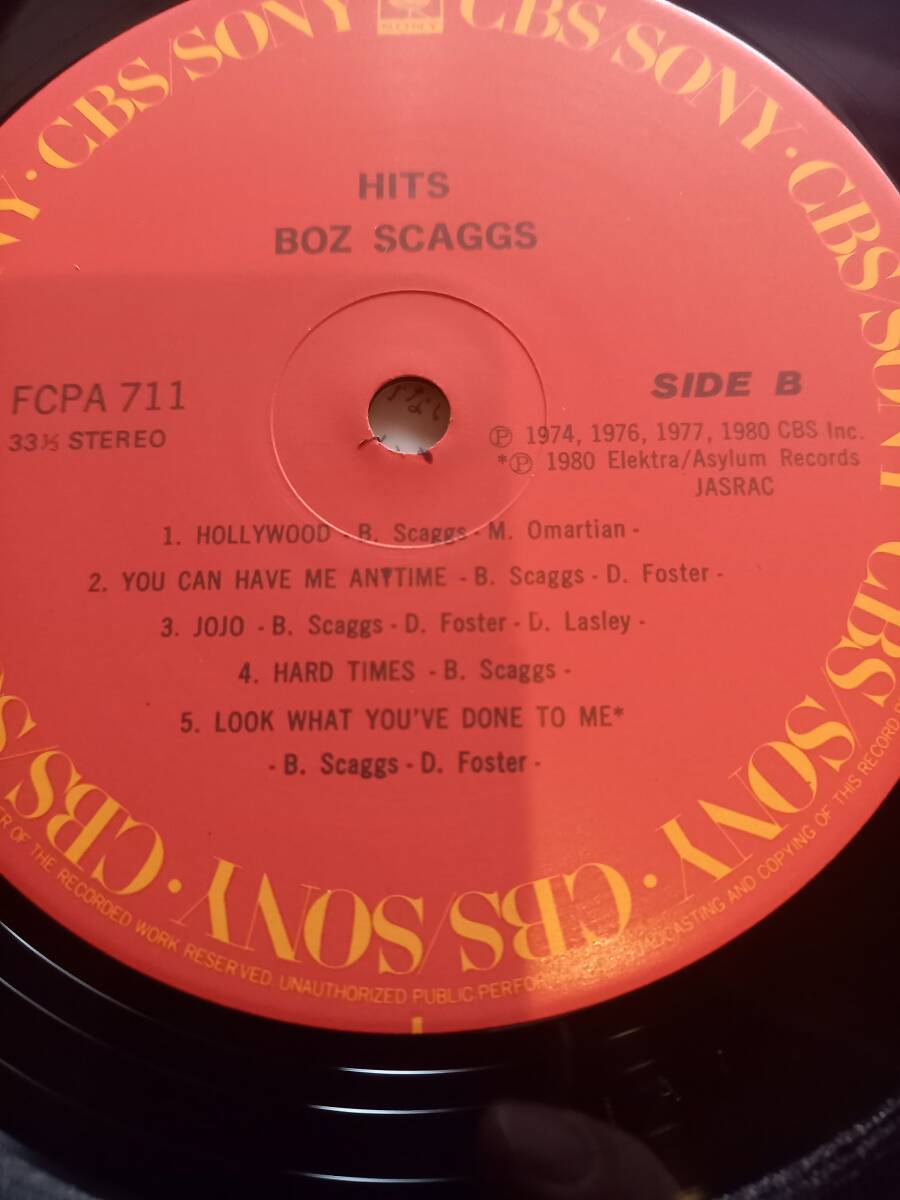 CBS/SONY · CBS/SONY · CBS/SONY · CBS/SONY · CBS/SONY · CBS/SONY
SONY
HITS
BOZ SCAGGS
FCPA 711
33⅓ STEREO
SIDE B
Ⓟ 1974, 1976, 1977, 1980 CBS Inc.
*Ⓟ 1980 Elektra/Asylum Records
JASRAC
1. HOLLYWOOD - B. Scaggs - M. Omartian -
2. YOU CAN HAVE ME ANYTIME - B. Scaggs - D. Foster -
3. JOJO - B. Scaggs - D. Foster - D. Lasley -
4. HARD TIMES - B. Scaggs -
5. LOOK WHAT YOU'VE DONE TO ME*
- B. Scaggs - D. Foster -
OF THE RECORDED WORK RESERVED. UNAUTHORIZED PUBLIC AND COPYING OF THIS RECORD